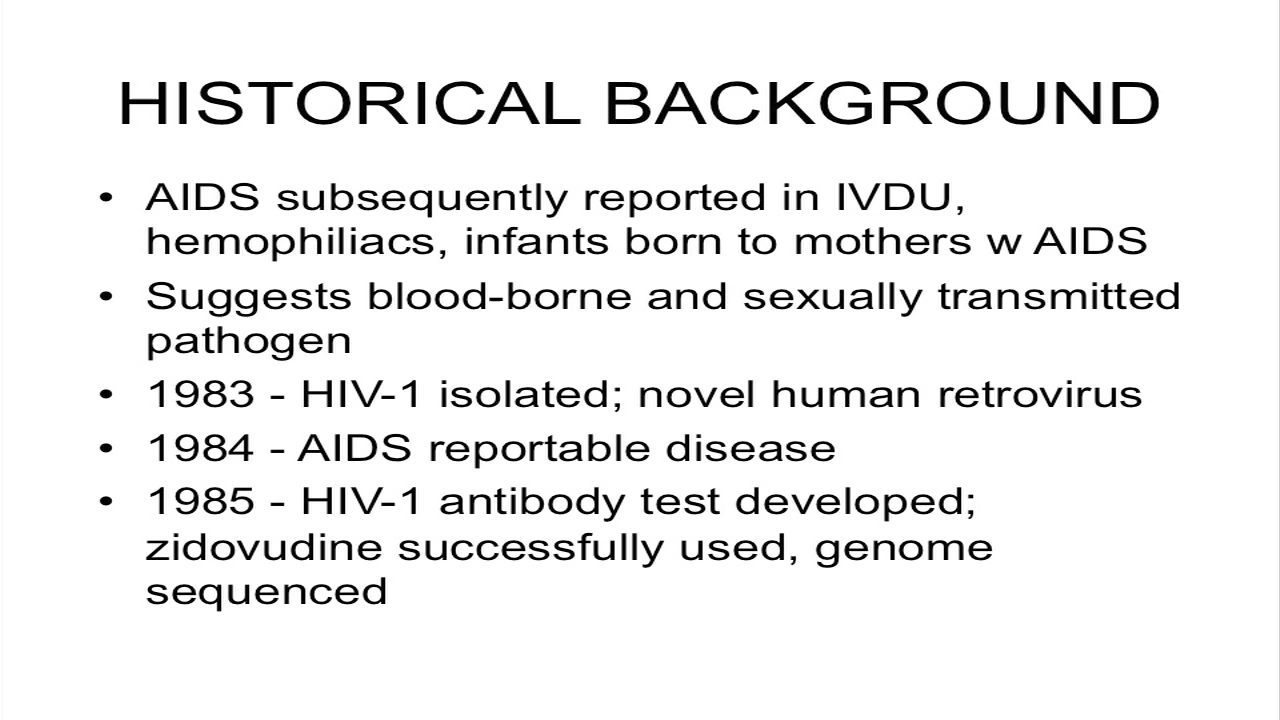 HISTORICAL BACKGROUND
• AIDS subsequently reported in IVDU,
hemophiliacs, infants born to mothers w AIDS
• Suggests blood-borne and sexually transmitted
pathogen
• 1983 - HIV-1 isolated; novel human retrovirus
• 1984 - AIDS reportable disease
• 1985 - HIV-1 antibody test developed;
zidovudine successfully used, genome
sequenced